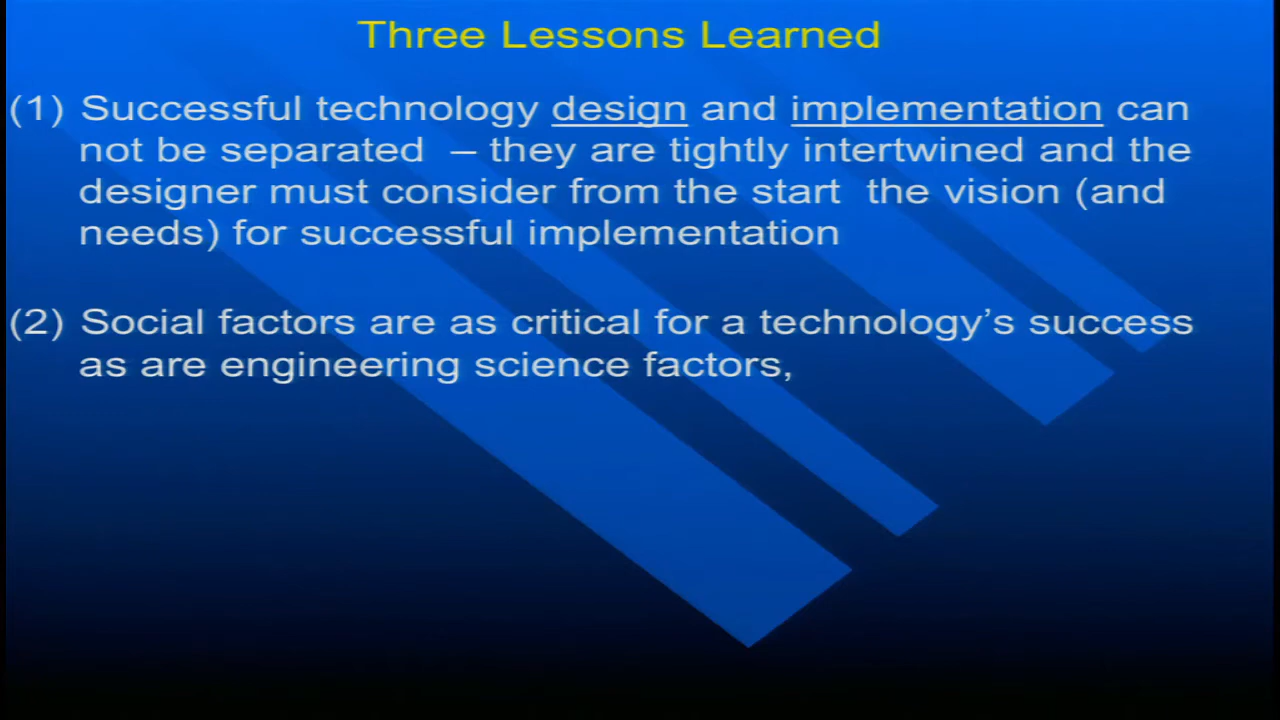 Three Lessons Learned
(1) Successful technology design and implementation can
not be separated – they are tightly intertwined and the
designer must consider from the start the vision (and
needs) for successful implementation
(2) Social factors are as critical for a technology’s success
as are engineering science factors,